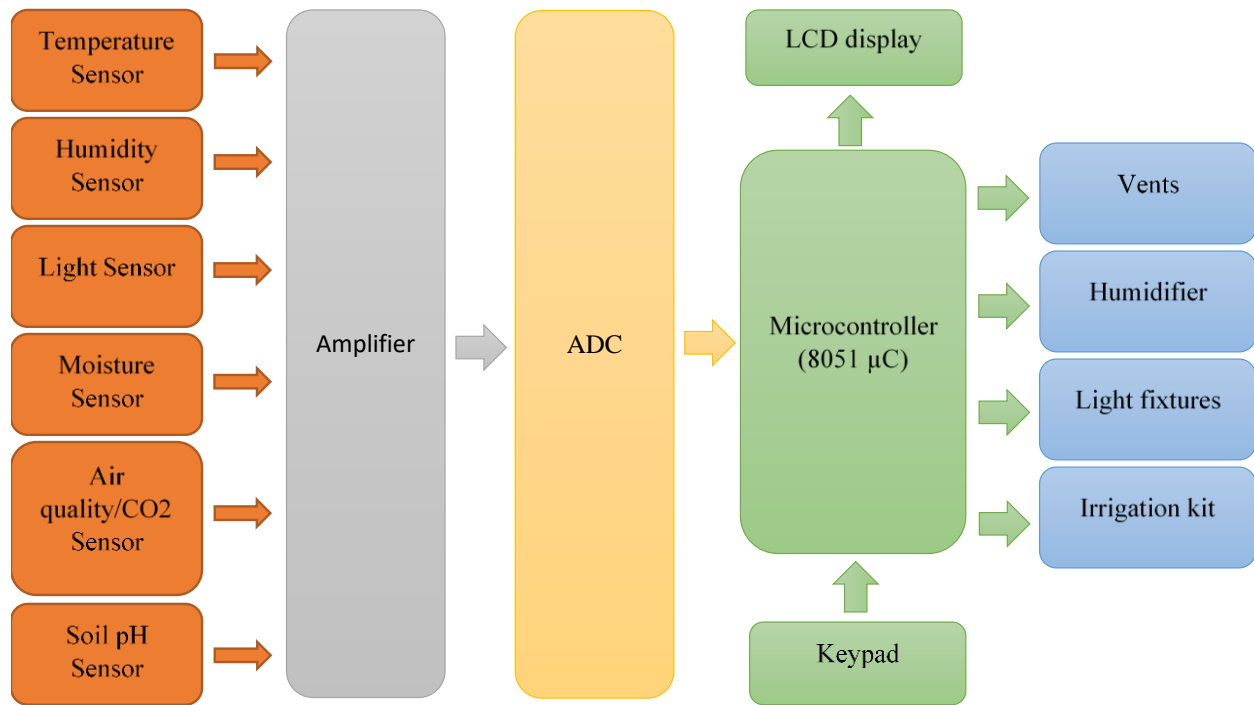 Temperature
Sensor
Humidity
Sensor
Light Sensor
Moisture
Sensor
Air
quality/CO2
Sensor
Soil pH
Sensor
Amplifier
ADC
LCD display
Microcontroller
(8051 µC)
Keypad
Vents
Humidifier
Light fixtures
Irrigation kit